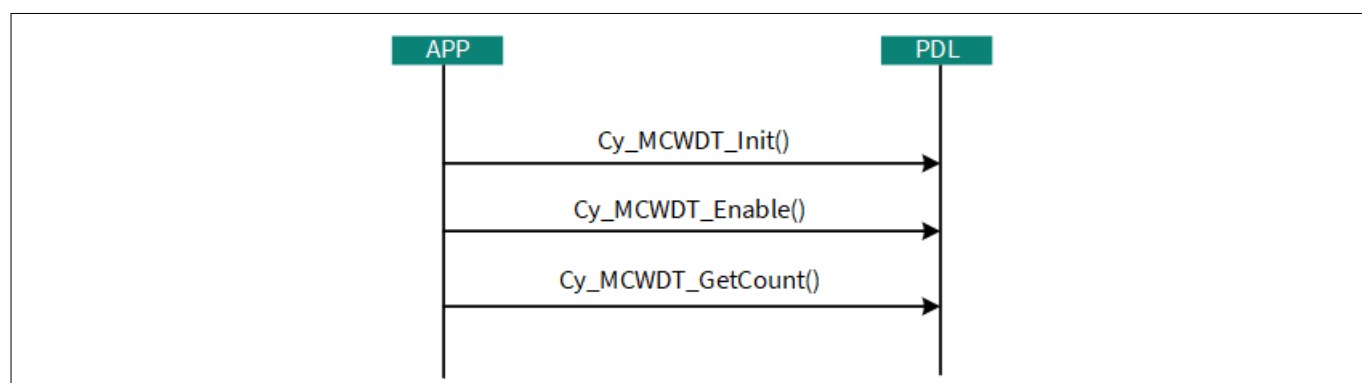 APP
PDL
Cy_MCWDT_Init()
Cy_MCWDT_Enable()
Cy_MCWDT_GetCount()